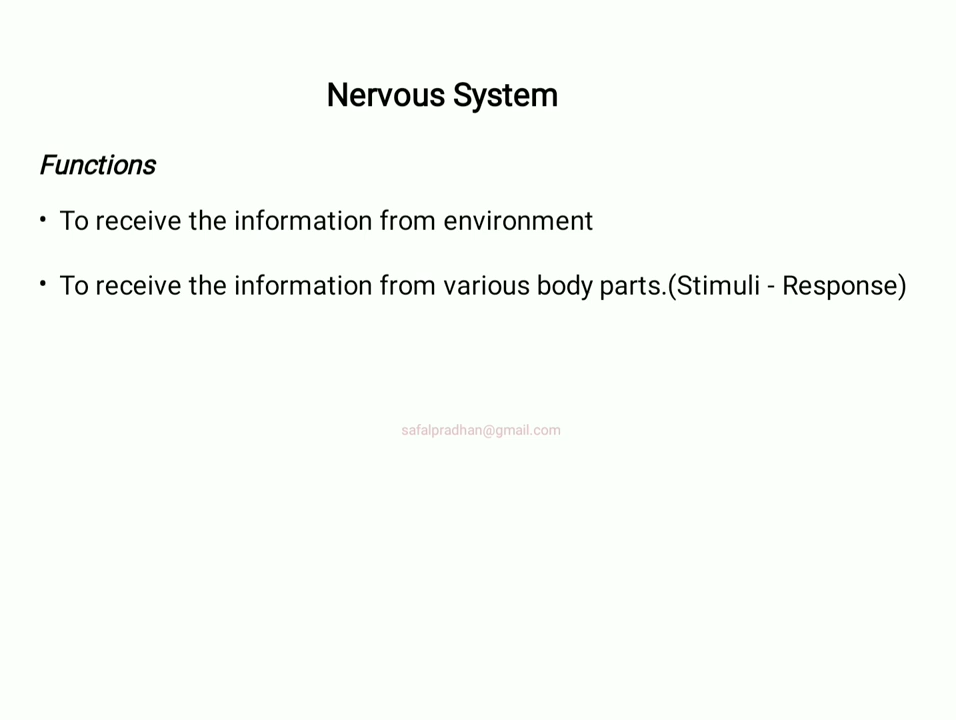 Nervous System
Functions
• To receive the information from environment
• To receive the information from various body parts.(Stimuli - Response)
safalpradhan@gmail.com